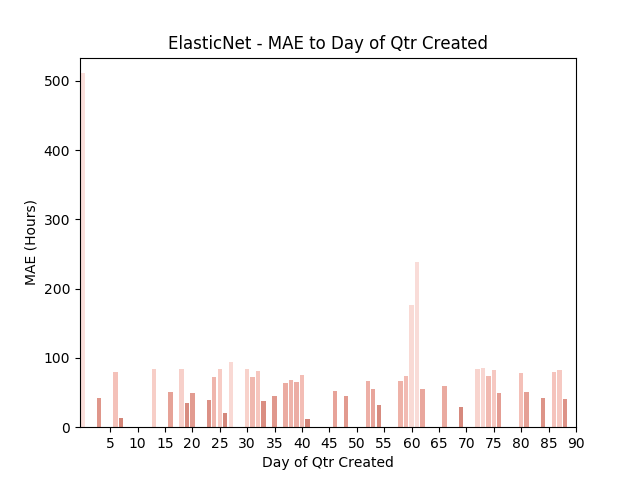 ElasticNet - MAE to Day of Qtr Created
MAE (Hours)
500
400
300
200
100
0
5 10 15 20 25 30 35 40 45 50 55 60 65 70 75 80 85 90
Day of Qtr Created